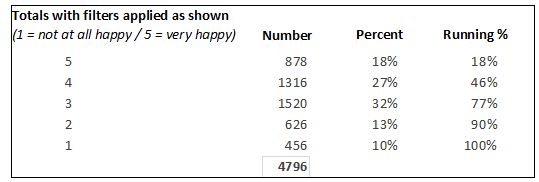 Totals with filters applied as shown
(1 = not at all happy / 5 = very happy) Number Percent Running %
5 878 18% 18%
4 1316 27% 46%
3 1520 32% 77%
2 626 13% 90%
1 456 10% 100%
4796